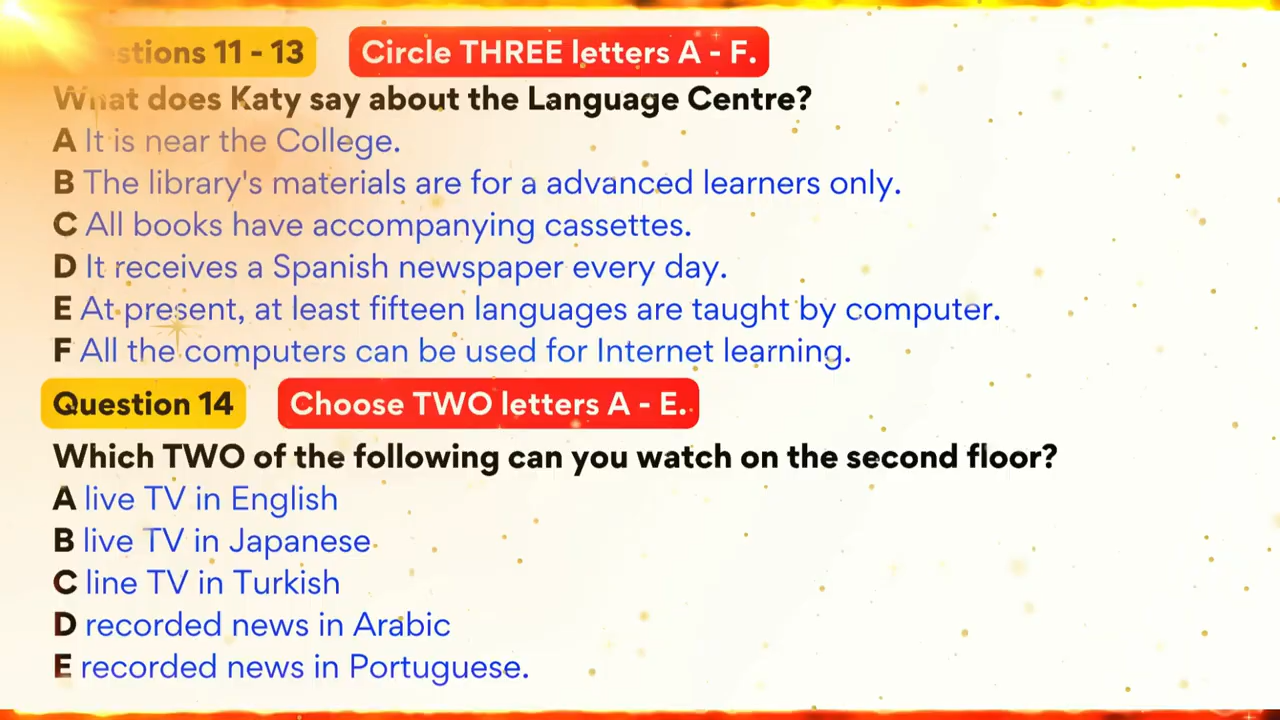 stions 11 - 13 Circle THREE letters A - F.
What does Katy say about the Language Centre?
A It is near the College.
B The library's materials are for a advanced learners only.
C All books have accompanying cassettes.
D It receives a Spanish newspaper every day.
E At present, at least fifteen languages are taught by computer.
F All the computers can be used for Internet learning.
Question 14 Choose TWO letters A - E.
Which TWO of the following can you watch on the second floor?
A live TV in English
B live TV in Japanese
C line TV in Turkish
D recorded news in Arabic
E recorded news in Portuguese.